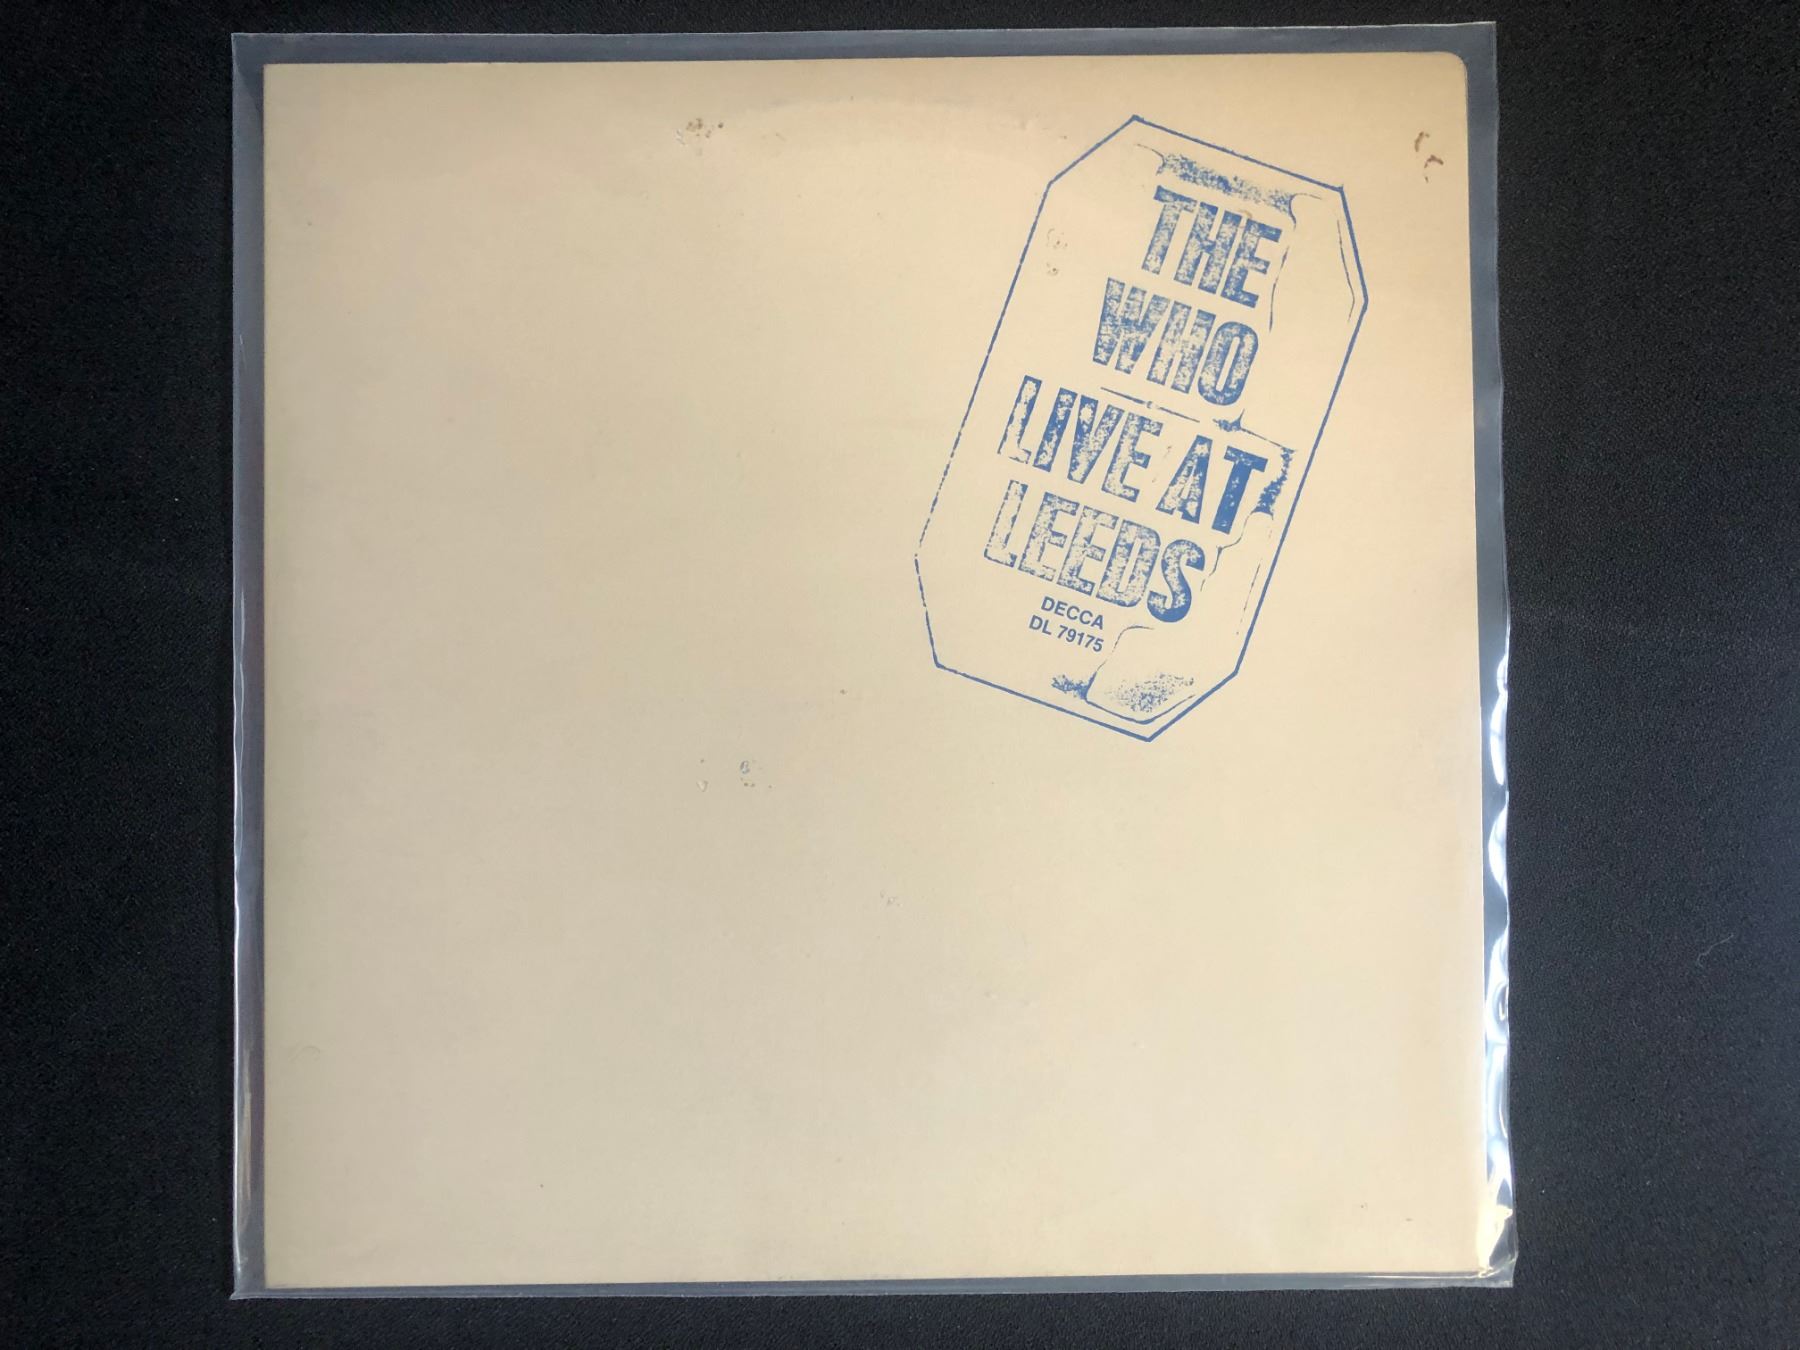 THE
WHO
LIVE AT
LEEDS
DECCA
DL 79175